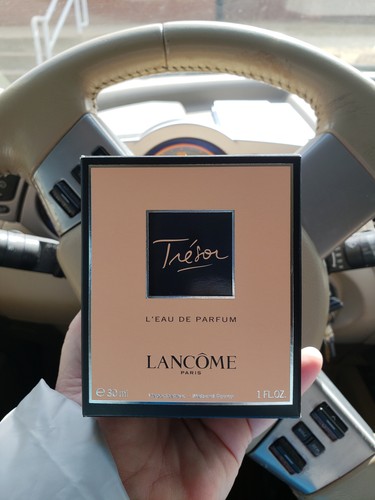 Trésor
L'EAU DE PARFUM
LANCÔME
PARIS
℮ 30 ml 1 FL.OZ.